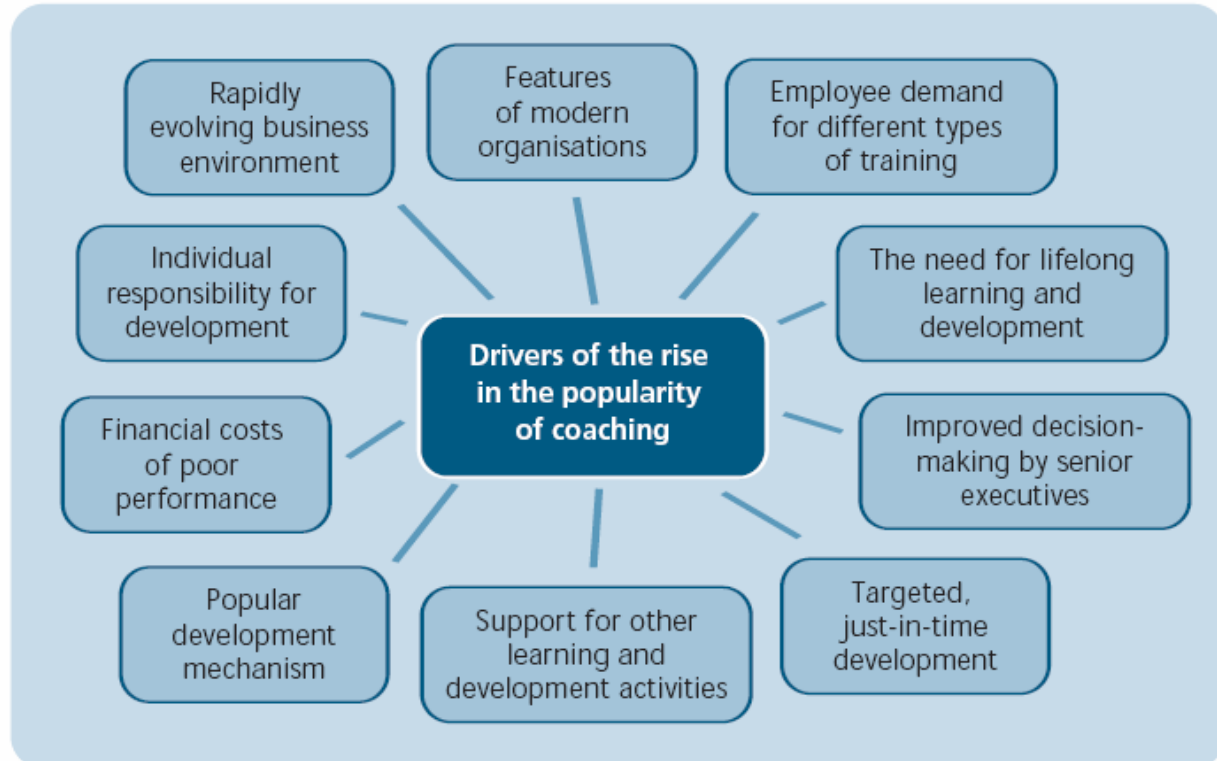 Rapidly
evolving business
environment
Features
of modern
organisations
Employee demand
for different types
of training
Individual
responsibility for
development
The need for lifelong
learning and
development
Drivers of the rise
in the popularity
of coaching
Financial costs
of poor
performance
Improved decision-
making by senior
executives
Popular
development
mechanism
Support for other
learning and
development activities
Targeted,
just-in-time
development